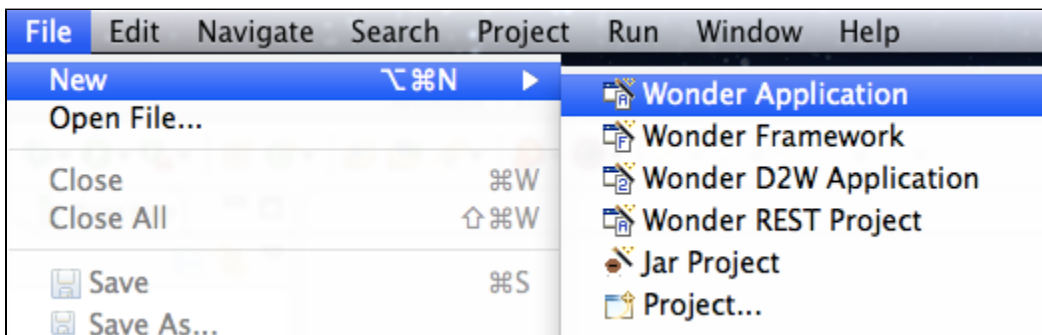 File Edit Navigate Search Project Run Window Help
New ⌥⌘N ▶
Open File...
Close ⌘W
Close All ⇧⌘W
Save ⌘S
Save As...
Wonder Application
Wonder Framework
Wonder D2W Application
Wonder REST Project
Jar Project
Project...